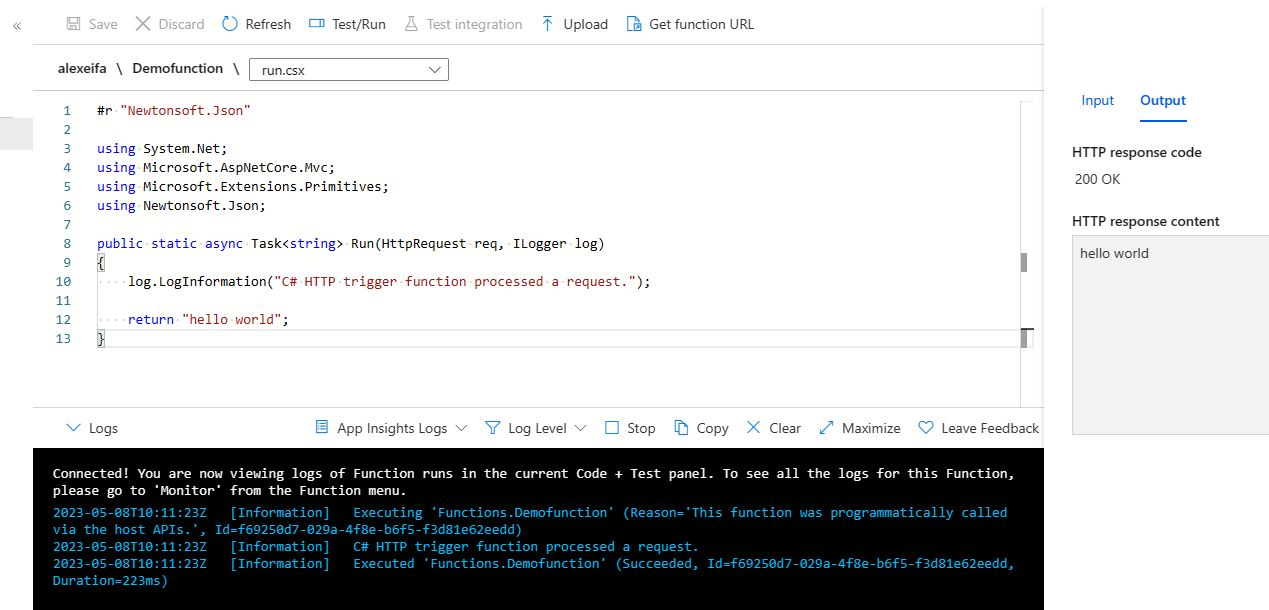 «
Save Discard Refresh Test/Run Test integration Upload Get function URL
alexeifa \ Demofunction \ run.csx
1 #r "Newtonsoft.Json"
2
3 using System.Net;
4 using Microsoft.AspNetCore.Mvc;
5 using Microsoft.Extensions.Primitives;
6 using Newtonsoft.Json;
7
8 public static async Task<string> Run(HttpRequest req, ILogger log)
9 {
10 ····log.LogInformation("C# HTTP trigger function processed a request.");
11
12 ····return "hello world";
13 }
Logs App Insights Logs Log Level Stop Copy Clear Maximize Leave Feedback
Connected! You are now viewing logs of Function runs in the current Code + Test panel. To see all the logs for this Function,
please go to 'Monitor' from the Function menu.
2023-05-08T10:11:23Z [Information] Executing 'Functions.Demofunction' (Reason='This function was programmatically called
via the host APIs.', Id=f69250d7-029a-4f8e-b6f5-f3d81e62eedd)
2023-05-08T10:11:23Z [Information] C# HTTP trigger function processed a request.
2023-05-08T10:11:23Z [Information] Executed 'Functions.Demofunction' (Succeeded, Id=f69250d7-029a-4f8e-b6f5-f3d81e62eedd,
Duration=223ms)
Input Output
HTTP response code
200 OK
HTTP response content
hello world